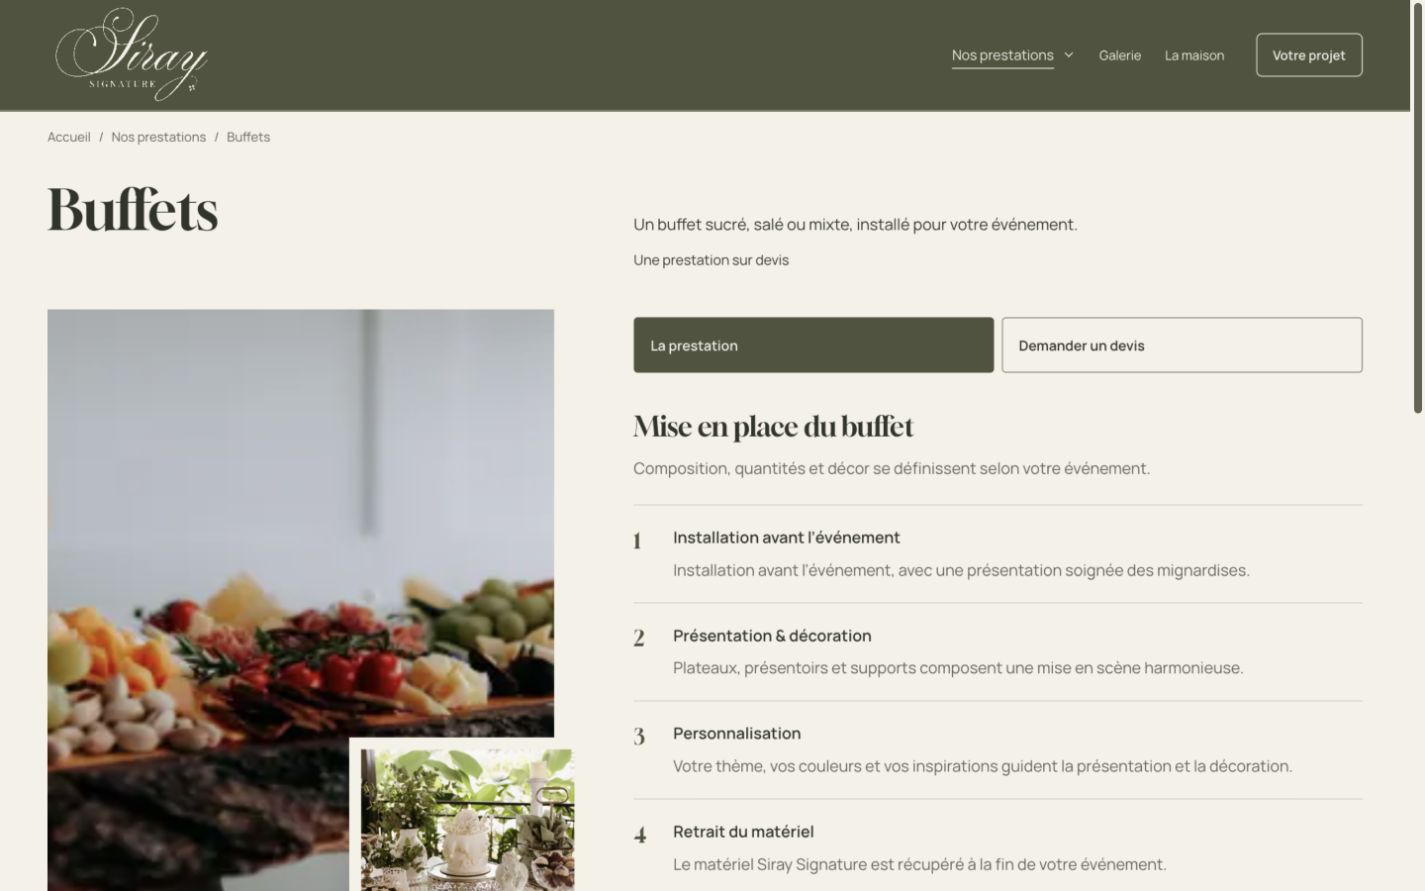 Siray
SIGNATURE
Nos prestations
Galerie
La maison
Votre projet
Accueil / Nos prestations / Buffets
Buffets
Un buffet sucré, salé ou mixte, installé pour votre événement.
Une prestation sur devis
La prestation
Demander un devis
Mise en place du buffet
Composition, quantités et décor se définissent selon votre événement.
1 Installation avant l'événement
Installation avant l'événement, avec une présentation soignée des mignardises.
2 Présentation & décoration
Plateaux, présentoirs et supports composent une mise en scène harmonieuse.
3 Personnalisation
Votre thème, vos couleurs et vos inspirations guident la présentation et la décoration.
4 Retrait du matériel
Le matériel Siray Signature est récupéré à la fin de votre événement.